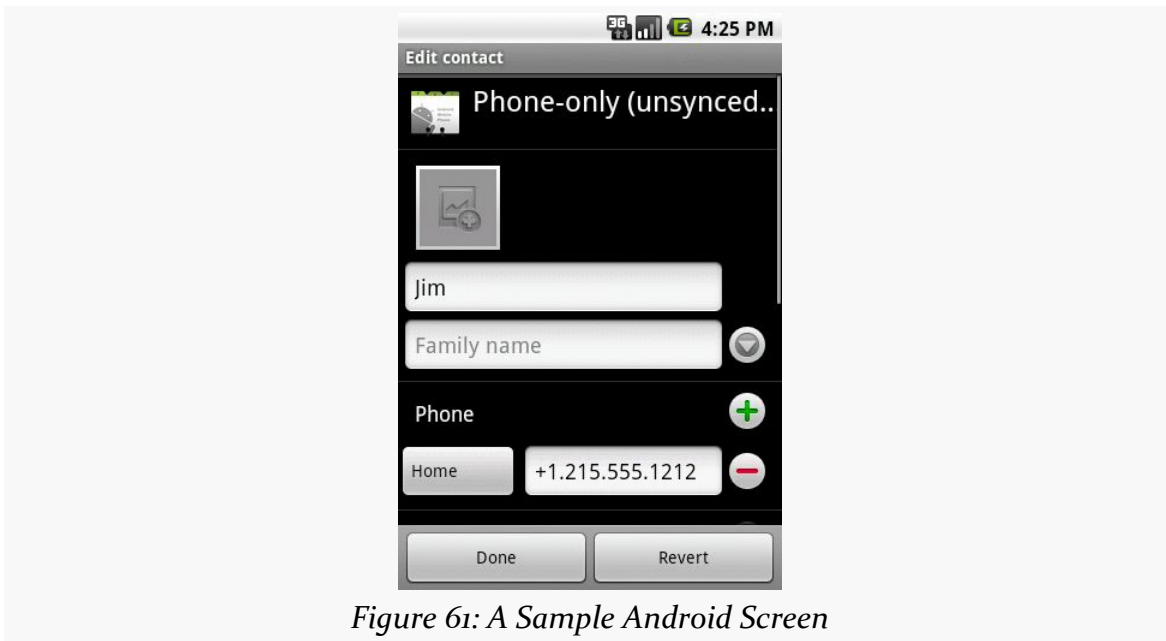 3G 4:25 PM
Edit contact
Phone-only (unsynced..
Jim
Family name
Phone
Home +1.215.555.1212
Done Revert
Figure 61: A Sample Android Screen